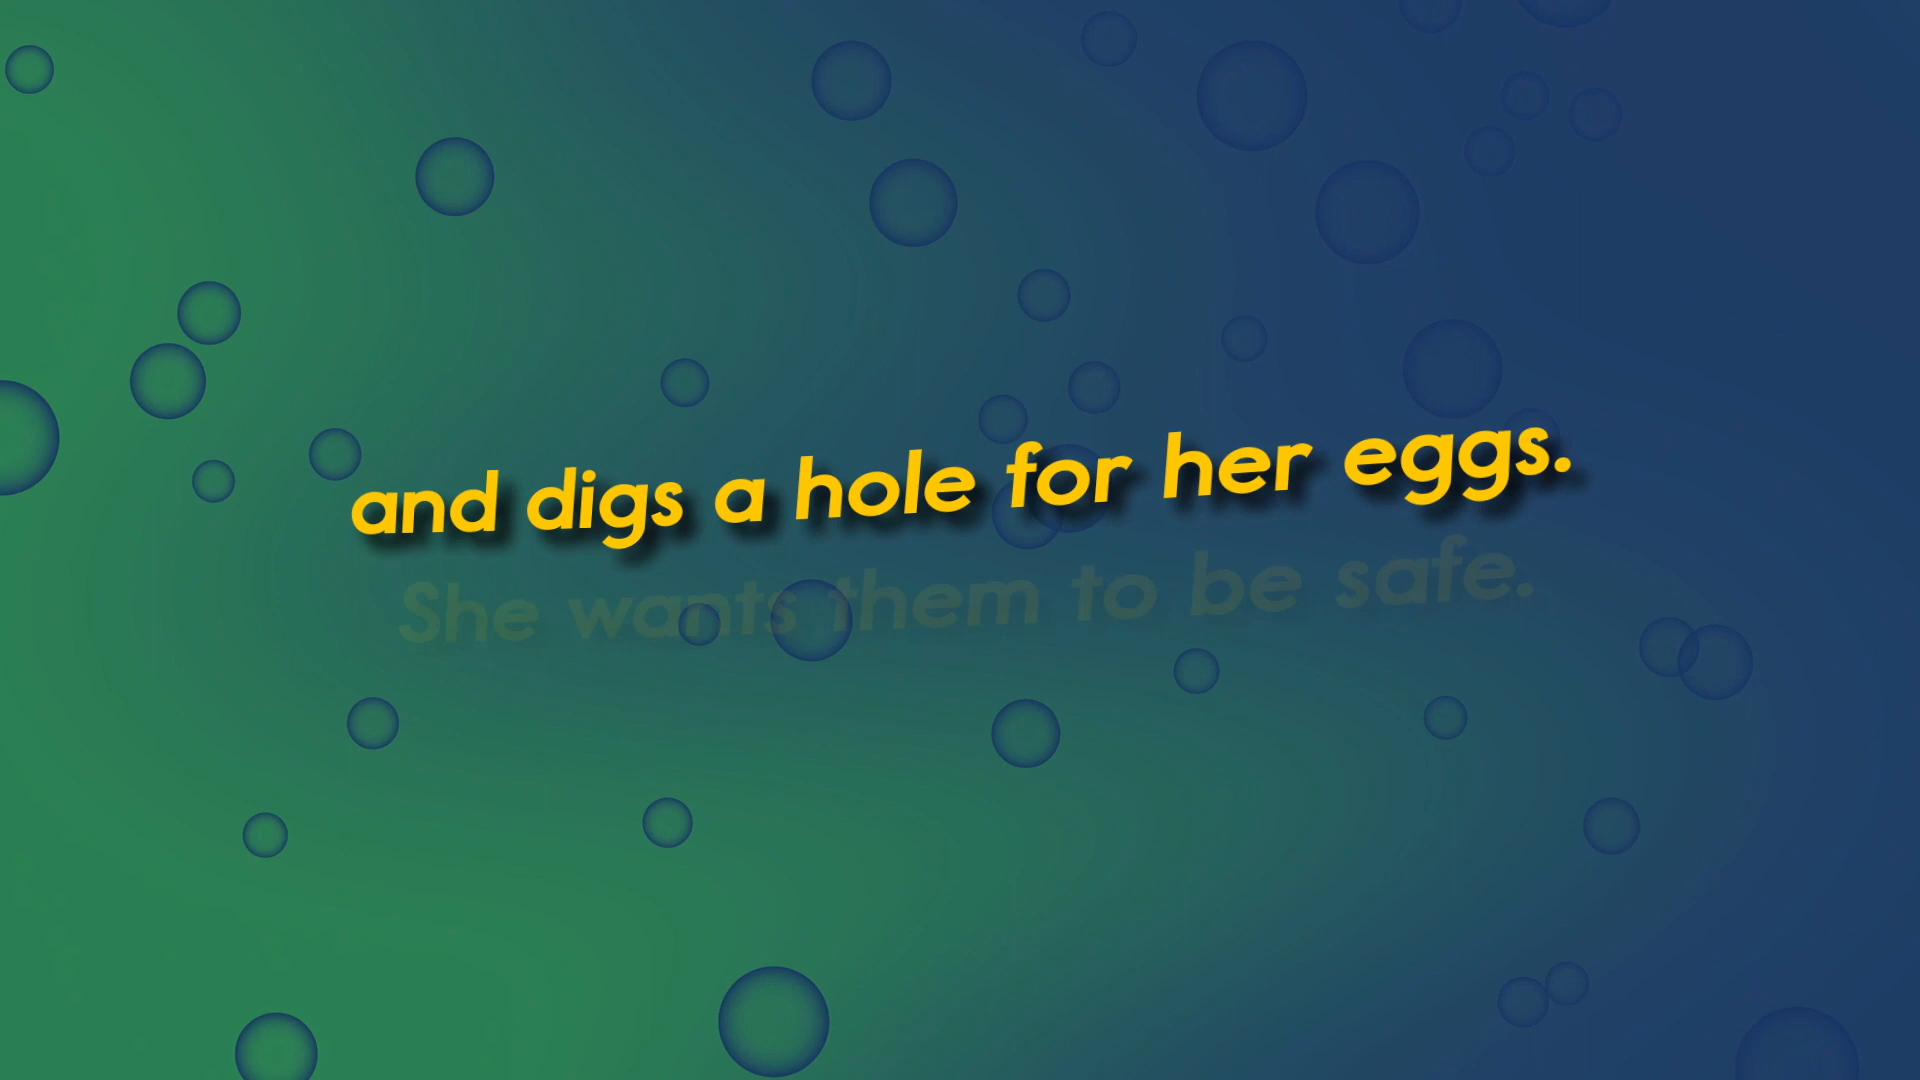 and digs a hole for her eggs.
She wants them to be safe.